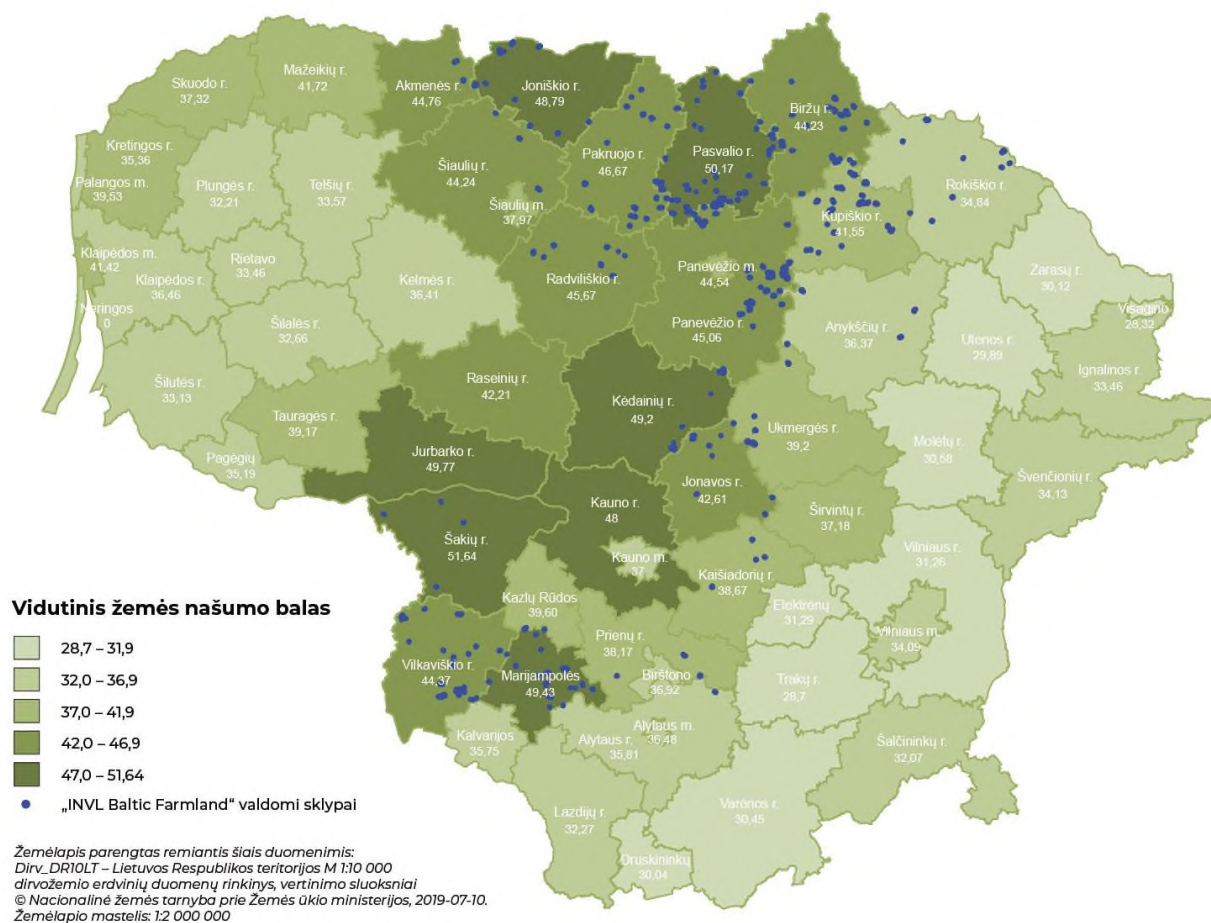 Skuodo r.
37,32
Mažeikių r.
41,72
Akmenės r.
44,76
Joniškio r.
48,79
Biržų r.
44,23
Kretingos r.
35,36
Palangos m.
39,53
Plungės r.
32,21
Telšių r.
33,57
Šiaulių r.
44,24
Šiaulių m.
37,97
Pakruojo r.
46,67
Pasvalio r.
50,17
Rokiškio r.
34,84
Kupiškio r.
41,55
Klaipėdos m.
41,42
Klaipėdos r.
36,46
Rietavo
33,46
Kelmės r.
36,41
Radviliškio r.
45,67
Panevėžio m.
44,54
Panevėžio r.
45,06
Zarasų r.
30,12
Visagino
28,32
Neringos
0
Šilalės r.
32,66
Anykščių r.
36,37
Utenos r.
29,89
Ignalinos r.
33,46
Šilutės r.
33,13
Raseinių r.
42,21
Kėdainių r.
49,2
Tauragės r.
39,17
Ukmergės r.
39,2
Molėtų r.
30,58
Pagėgių
35,19
Jurbarko r.
49,77
Jonavos r.
42,61
Švenčionių r.
34,13
Kauno r.
48
Širvintų r.
37,18
Šakių r.
51,64
Kauno m.
37
Vilniaus r.
31,26
Kaišiadorių r.
38,67
Kazlų Rūdos
39,60
Elektrėnų
31,29
Vilniaus m.
34,09
Prienų r.
38,17
Vilkaviškio r.
44,37
Marijampolės
49,43
Birštono
36,92
Trakų r.
28,7
Kalvarijos
35,75
Alytaus m.
36,48
Alytaus r.
35,81
Šalčininkų r.
32,07
Lazdijų r.
32,27
Varėnos r.
30,45
Druskininkų
30,04
Vidutinis žemės našumo balas
28,7 – 31,9
32,0 – 36,9
37,0 – 41,9
42,0 – 46,9
47,0 – 51,64
„INVL Baltic Farmland“ valdomi sklypai
Žemėlapis parengtas remiantis šiais duomenimis:
Dirv_DR10LT – Lietuvos Respublikos teritorijos M 1:10 000
dirvožemio erdvinių duomenų rinkinys, vertinimo sluoksniai
© Nacionalinė žemės tarnyba prie Žemės ūkio ministerijos, 2019-07-10.
Žemėlapio mastelis: 1:2 000 000